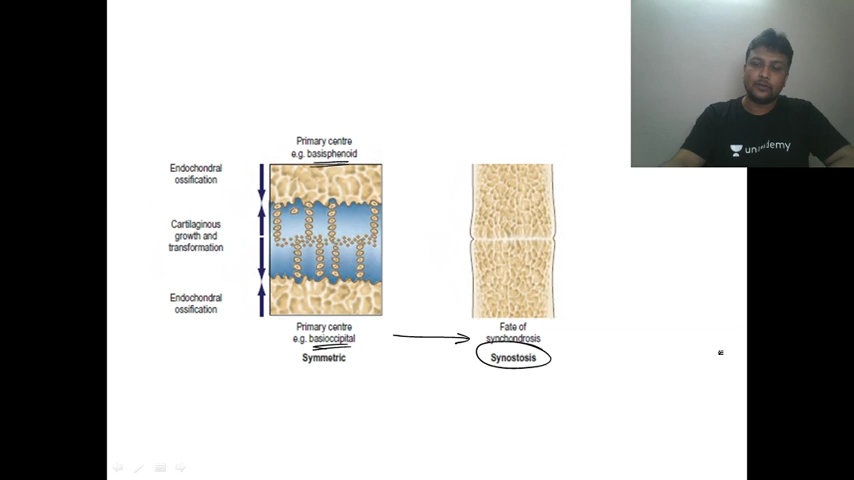 Primary centre
e.g. basisphenoid
Endochondral
ossification
Cartilaginous
growth and
transformation
Endochondral
ossification
Primary centre
e.g. basioccipital
Symmetric
Fate of
synchondrosis
Synostosis
unacademy